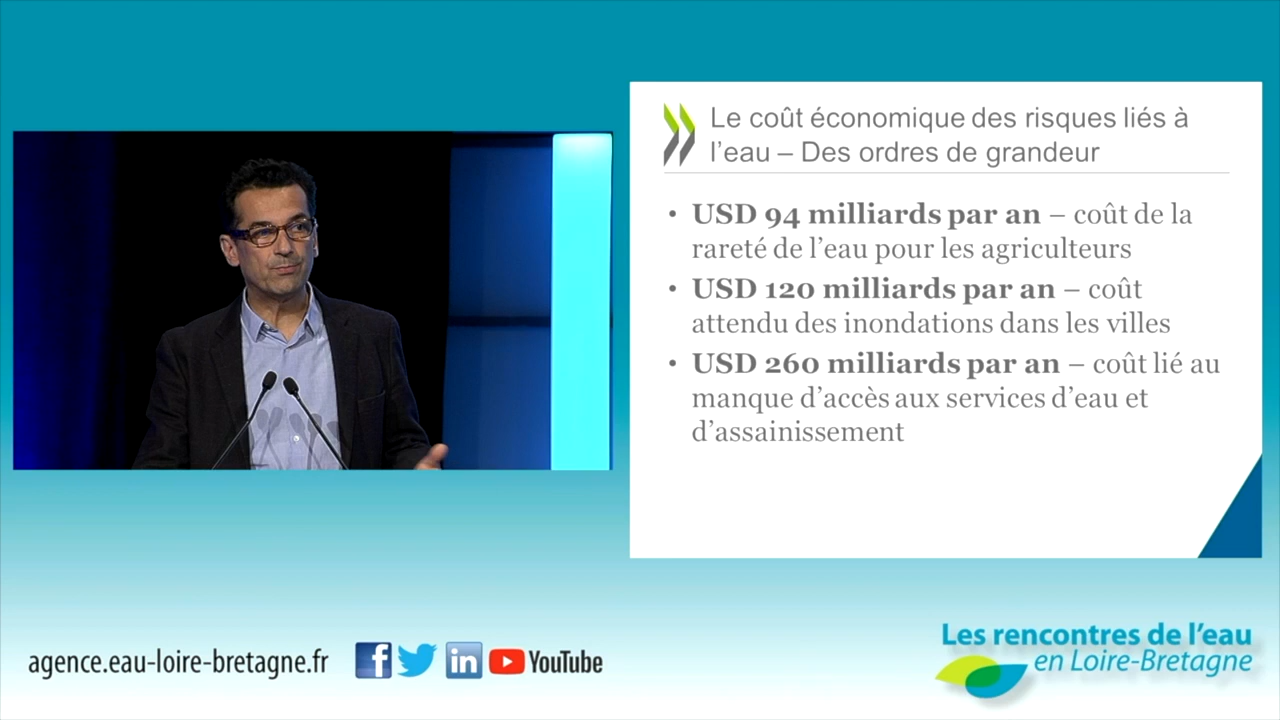 Le coût économique des risques liés à
l'eau – Des ordres de grandeur
• USD 94 milliards par an – coût de la
rareté de l'eau pour les agriculteurs
• USD 120 milliards par an – coût
attendu des inondations dans les villes
• USD 260 milliards par an – coût lié au
manque d'accès aux services d'eau et
d'assainissement
agence.eau-loire-bretagne.fr
f
in
YouTube
Les rencontres de l'eau
en Loire-Bretagne